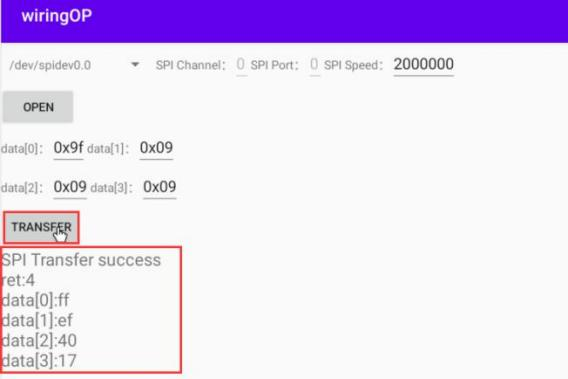 wiringOP
/dev/spidev0.0 SPI Channel: 0 SPI Port: 0 SPI Speed: 2000000
OPEN
data[0]: 0x9f data[1]: 0x09
data[2]: 0x09 data[3]: 0x09
TRANSFER
SPI Transfer success
ret:4
data[0]:ff
data[1]:ef
data[2]:40
data[3]:17